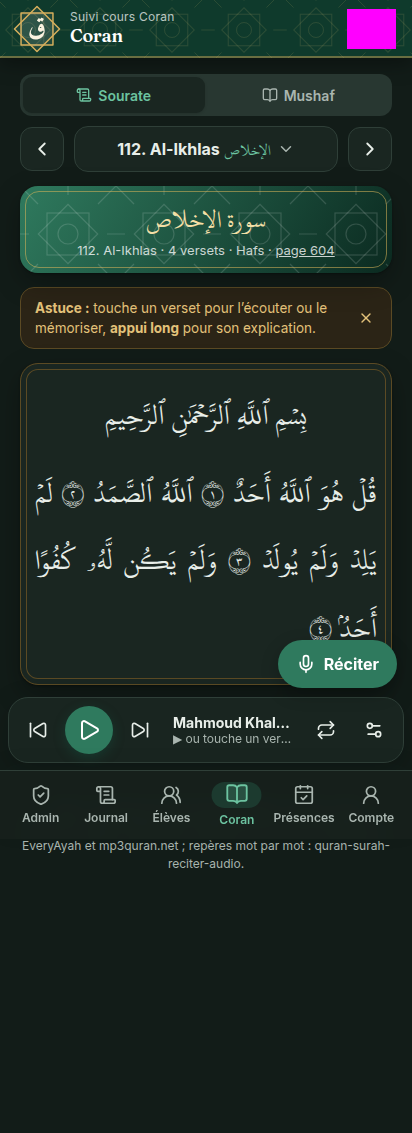 ق
Suivi cours Coran
Coran
Sourate
Mushaf
112. Al-Ikhlas الإخلاص
سورة الإخلاص
112. Al-Ikhlas · 4 versets · Hafs · page 604
Astuce : touche un verset pour l’écouter ou le
mémoriser, appui long pour son explication.
بِسْمِ ٱللَّهِ ٱلرَّحْمَٰنِ ٱلرَّحِيمِ
قُلْ هُوَ ٱللَّهُ أَحَدٌ ١ ٱللَّهُ ٱلصَّمَدُ ٢ لَمْ
يَلِدْ وَلَمْ يُولَدْ ٣ وَلَمْ يَكُن لَّهُۥ كُفُوًا
أَحَدٌۢ ٤
Réciter
Mahmoud Khal…
▶ ou touche un ver…
Admin
Journal
Élèves
Coran
Présences
Compte
EveryAyah et mp3quran.net ; repères mot par mot : quran-surah-
reciter-audio.